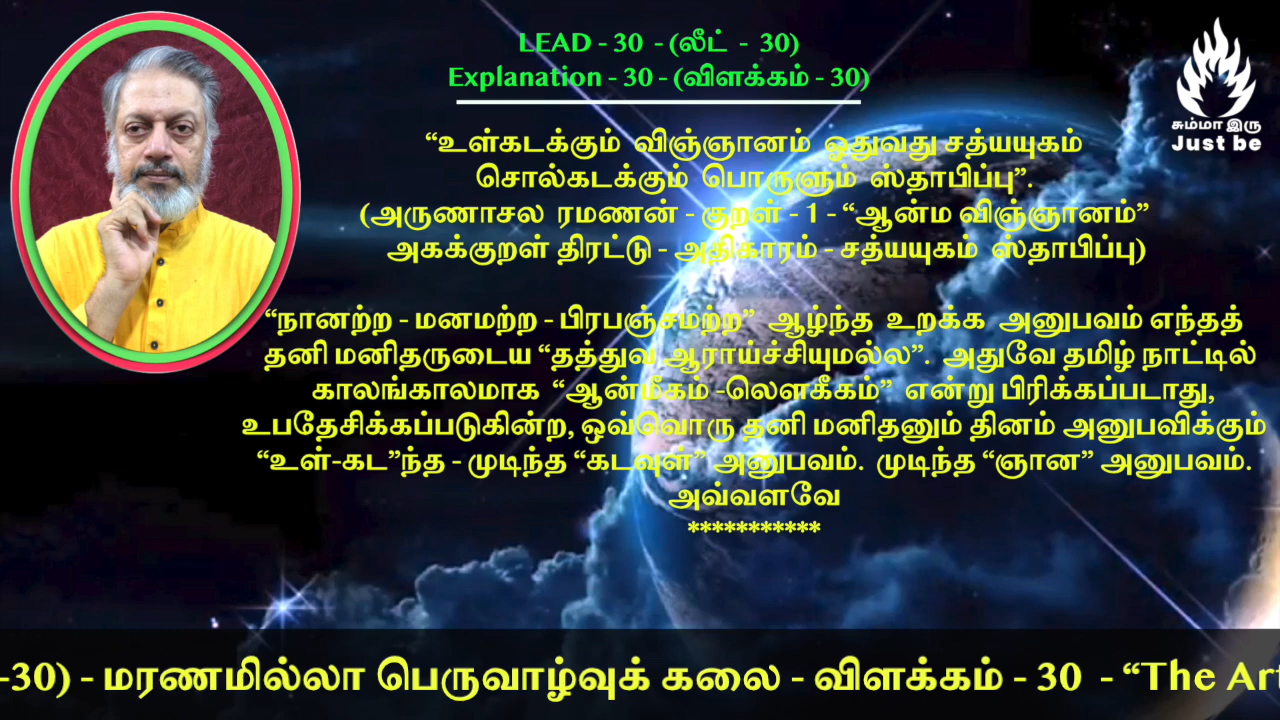 LEAD - 30 - (லீட் - 30)
Explanation - 30 - (விளக்கம் - 30)
சும்மா இரு
Just be
“உள்கடக்கும் விஞ்ஞானம் ஓதுவது சத்யயுகம்
சொல்கடக்கும் பொருளும் ஸ்தாபிப்பு”.
(அருணாசல ரமணன் - குறள் - 1 - “ஆன்ம விஞ்ஞானம்”
அகக்குறள் திரட்டு - அதிகாரம் - சத்யயுகம் ஸ்தாபிப்பு)
“நானற்ற - மனமற்ற - பிரபஞ்சமற்ற” ஆழ்ந்த உறக்க அனுபவம் எந்தத்
தனி மனிதருடைய “தத்துவ ஆராய்ச்சியுமல்ல”. அதுவே தமிழ் நாட்டில்
காலங்காலமாக “ஆன்மீகம் -லௌகீகம்” என்று பிரிக்கப்படாது,
உபதேசிக்கப்படுகின்ற, ஒவ்வொரு தனி மனிதனும் தினம் அனுபவிக்கும்
“உள்-கட”ந்த - முடிந்த “கடவுள்” அனுபவம். முடிந்த “ஞான” அனுபவம்.
அவ்வளவே
***********
-30) - மரணமில்லா பெருவாழ்வுக் கலை - விளக்கம் - 30 - “The Art